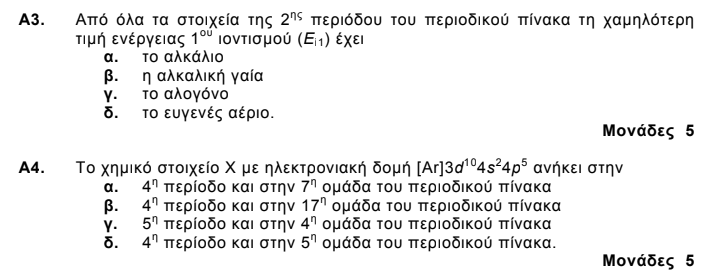 Α3. Από όλα τα στοιχεία της 2ης περιόδου του περιοδικού πίνακα τη χαμηλότερη
τιμή ενέργειας 1ου ιοντισμού (Ei1) έχει
α. το αλκάλιο
β. η αλκαλική γαία
γ. το αλογόνο
δ. το ευγενές αέριο.
Μονάδες 5
Α4. Το χημικό στοιχείο Χ με ηλεκτρονιακή δομή [Ar]3d¹⁰4s²4p⁵ ανήκει στην
α. 4η περίοδο και στην 7η ομάδα του περιοδικού πίνακα
β. 4η περίοδο και στην 17η ομάδα του περιοδικού πίνακα
γ. 5η περίοδο και στην 4η ομάδα του περιοδικού πίνακα
δ. 4η περίοδο και στην 5η ομάδα του περιοδικού πίνακα.
Μονάδες 5